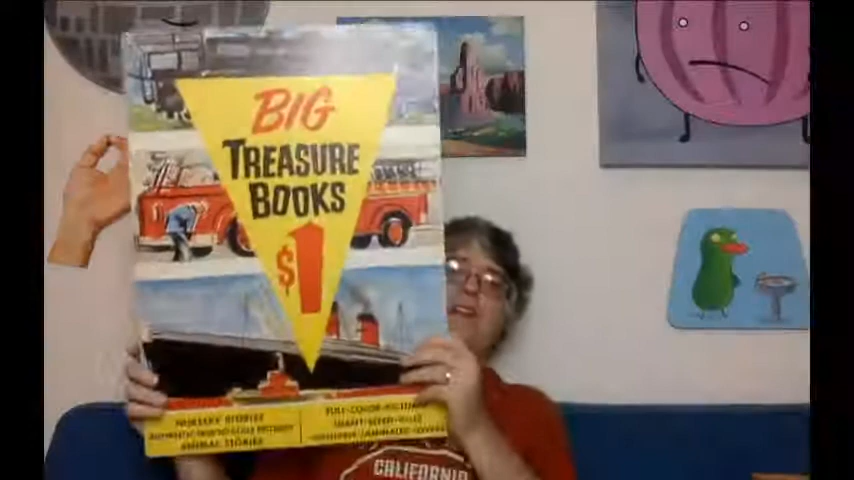 BIG
TREASURE
BOOKS
$1
NURSERY STORIES
ANIMAL STORIES
FULL-COLOR PICTURES
CALIFORNIA